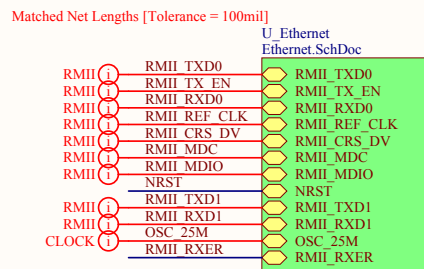 Matched Net Lengths [Tolerance = 100mil]
U_Ethernet
Ethernet.SchDoc
RMII i RMII_TXD0 RMII_TXD0
RMII i RMII_TX_EN RMII_TX_EN
RMII i RMII_RXD0 RMII_RXD0
RMII i RMII_REF_CLK RMII_REF_CLK
RMII i RMII_CRS_DV RMII_CRS_DV
RMII i RMII_MDC RMII_MDC
RMII i RMII_MDIO RMII_MDIO
NRST NRST
RMII i RMII_TXD1 RMII_TXD1
RMII i RMII_RXD1 RMII_RXD1
CLOCK i OSC_25M OSC_25M
RMII_RXER RMII_RXER